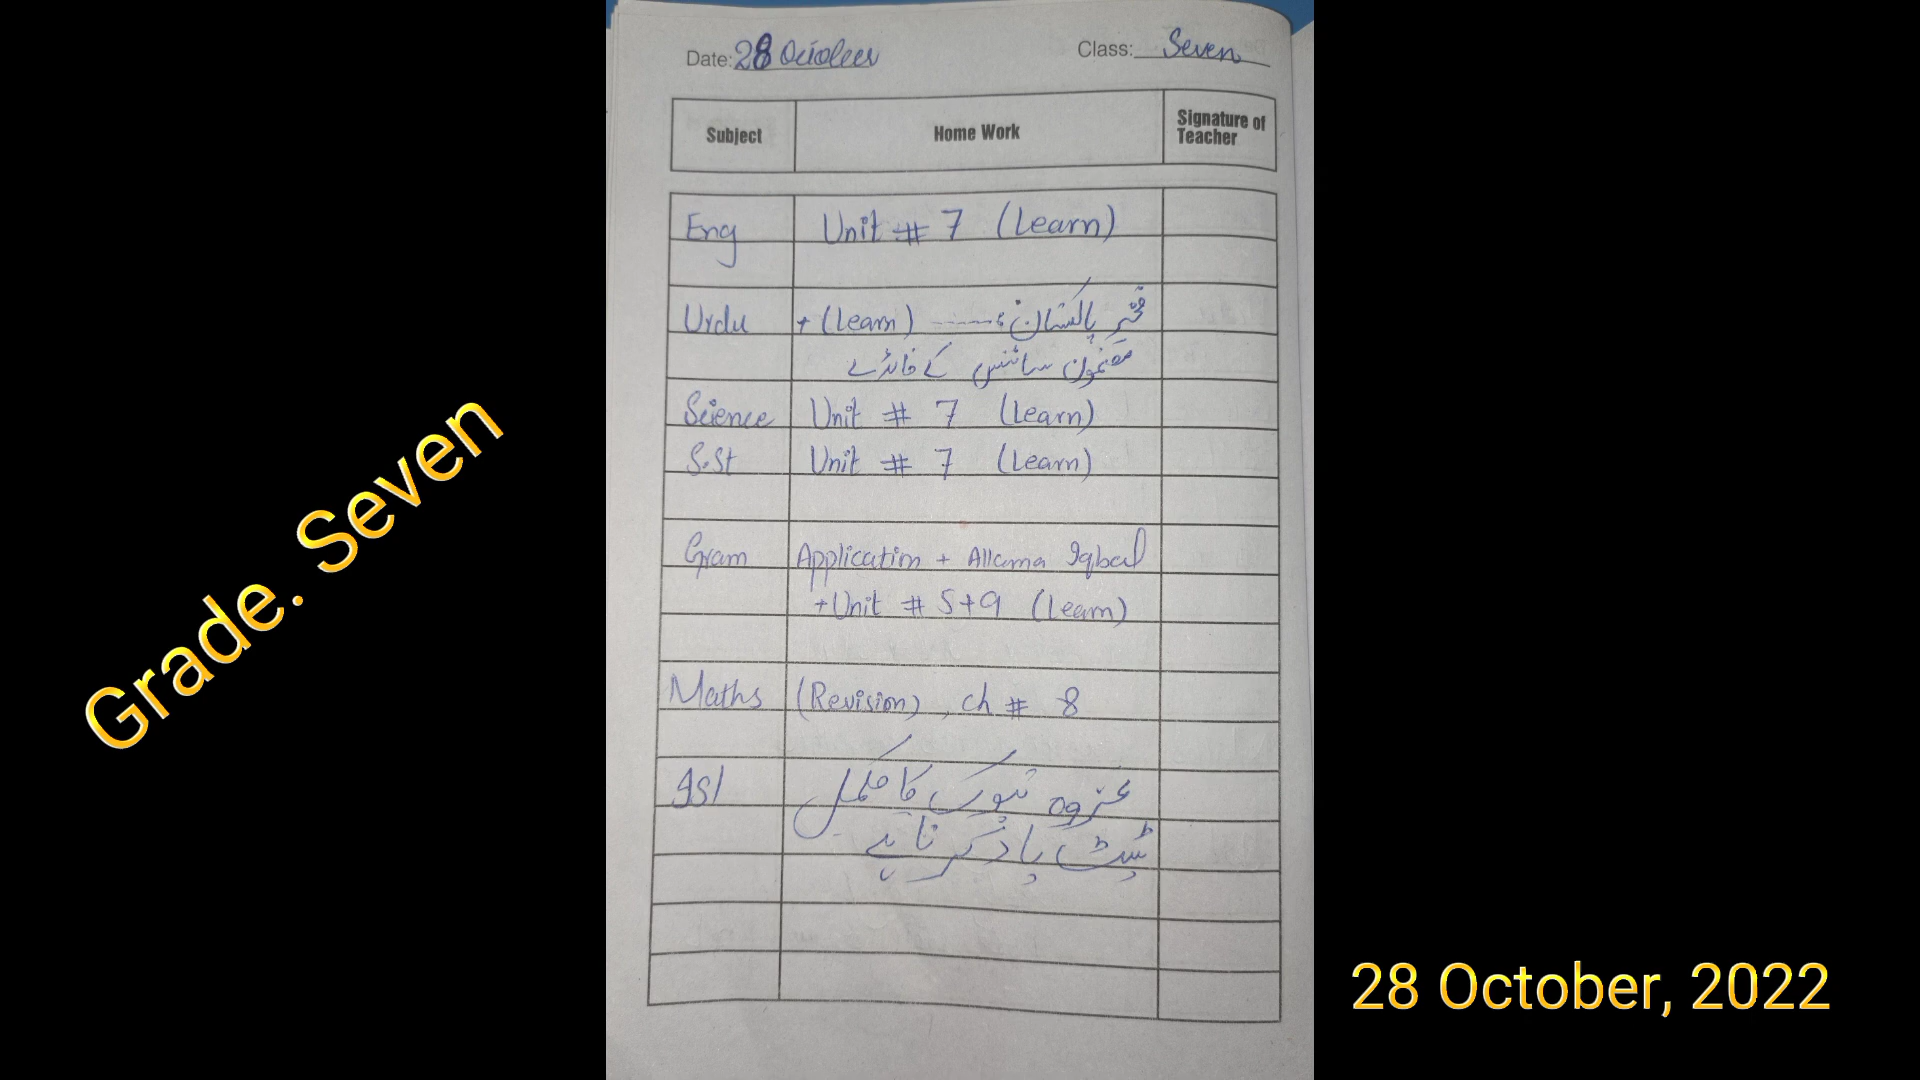 Date: 28 October Class: Seven
Subject Home Work Signature of Teacher
Eng Unit # 7 (Learn)
Urdu فخر پاکستان ------ (Learn) +
مضمون سائنس کے فائدے
Science Unit # 7 (Learn)
S.St Unit # 7 (Learn)
Gram Application + Allama Iqbal
+ Unit # 5+9 (Learn)
Maths (Revision), ch # 8
Isl غزوہ تبوک کا مکمل
ٹیسٹ یاد کرنا ہے
Grade. Seven
28 October, 2022